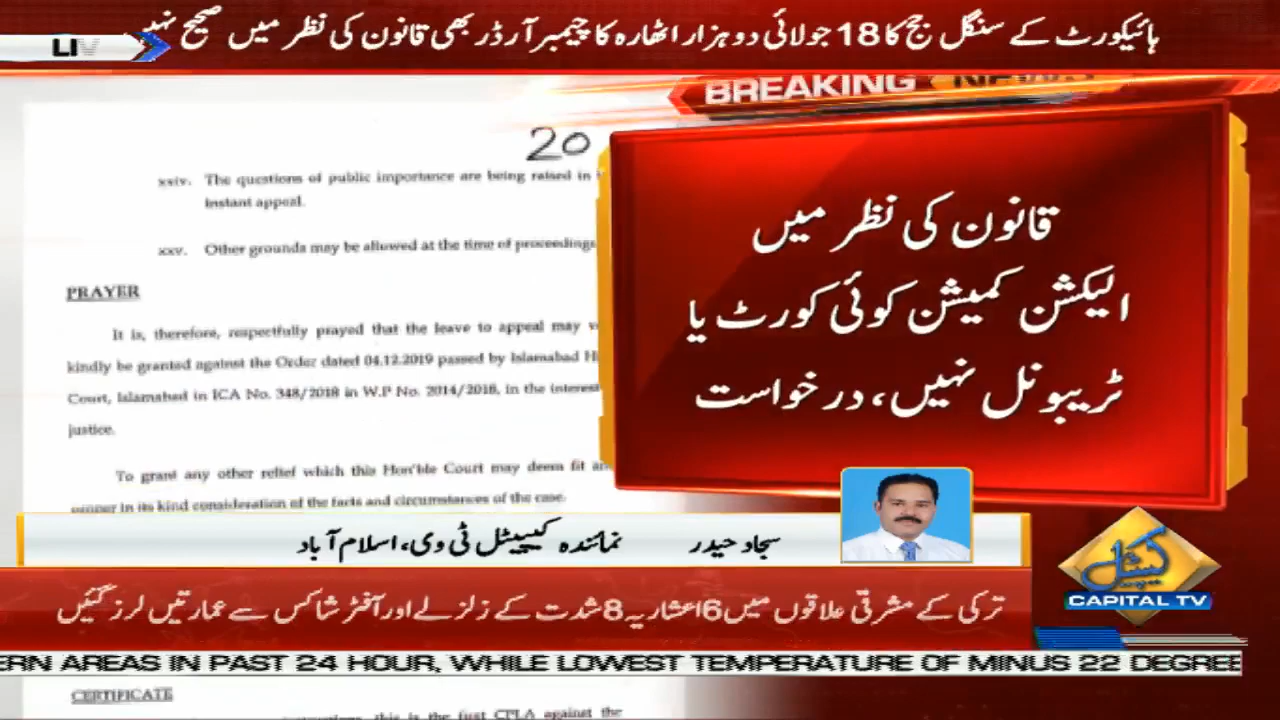 ہائیکورٹ کے سنگل جج کا 18 جولائی دو ہزار اٹھارہ کا چیمبر آرڈر بھی قانون کی نظر میں صحیح نہیں
LIV
BREAKING NEWS
20
xxiv. The questions of public importance are being raised in
instant appeal.
xxv. Other grounds may be allowed at the time of proceedings
PRAYER
It is, therefore, respectfully prayed that the leave to appeal may
kindly be granted against the Order dated 04.12.2019 passed by Islamabad H
Court, Islamabad in ICA No. 348/2018 in W.P No. 2014/2018, in the interest
justice.
To grant any other relief which this Hon'ble Court may deem fit an
proper in its kind consideration of the facts and circumstances of the case.
قانون کی نظر میں
الیکشن کمیشن کوئی کورٹ یا
ٹریبونل نہیں، درخواست
سجاد حیدر نمائندہ کیپیٹل ٹی وی، اسلام آباد
کیپیٹل
CAPITAL TV
ترکی کے مشرقی علاقوں میں 6 اعشاریہ 8 شدت کے زلزلے اور آفٹر شاکس سے عمارتیں لرز گئیں
ERN AREAS IN PAST 24 HOUR, WHILE LOWEST TEMPERATURE OF MINUS 22 DEGREE
CERTIFICATE
this is the first CPLA against the